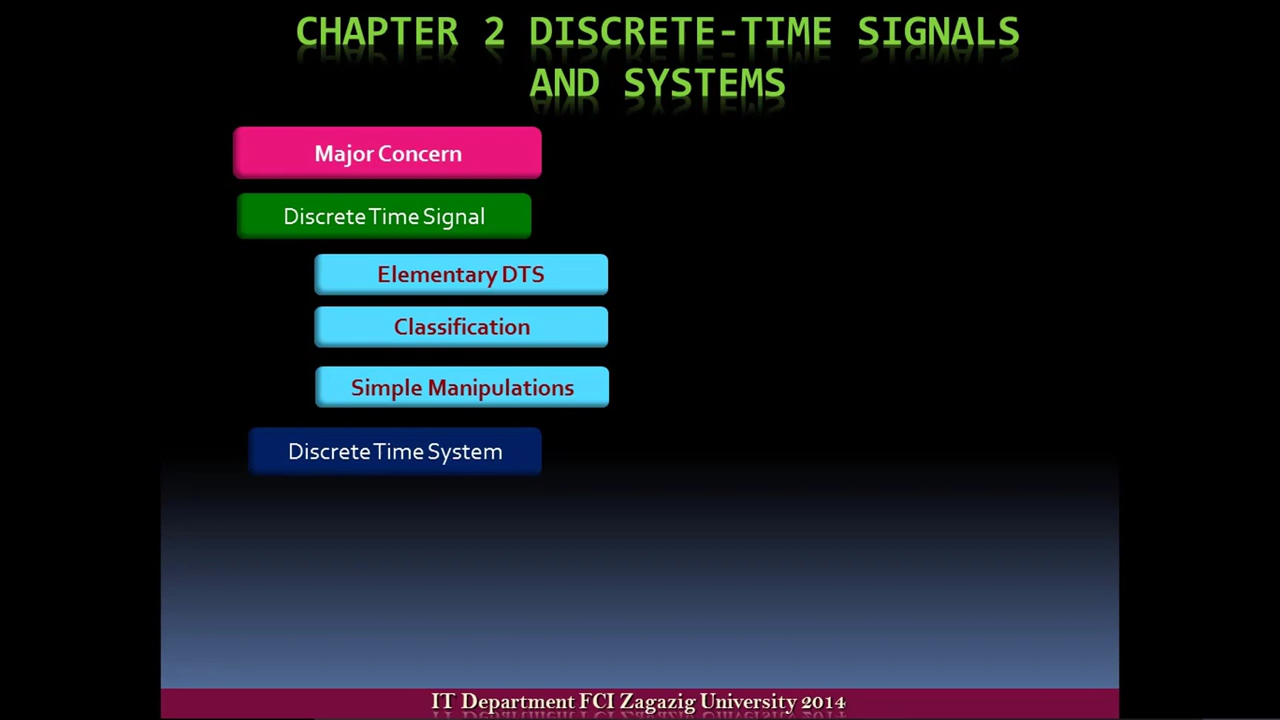 CHAPTER 2 DISCRETE-TIME SIGNALS
AND SYSTEMS
Major Concern
Discrete Time Signal
Elementary DTS
Classification
Simple Manipulations
Discrete Time System
IT Department FCI Zagazig University 2014